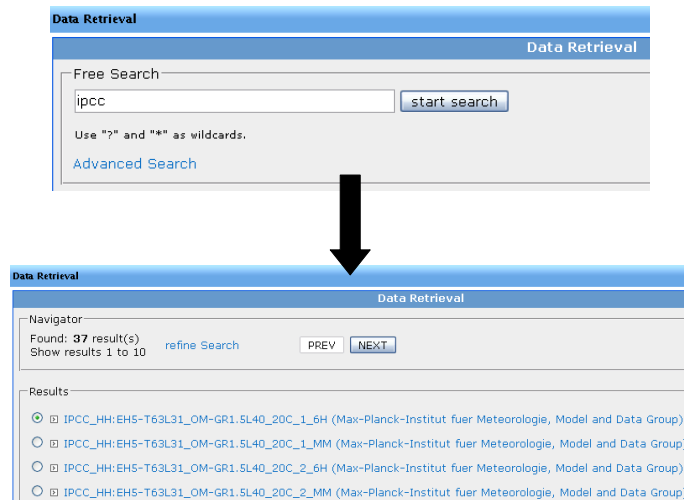 Data Retrieval
Data Retrieval
Free Search
ipcc
start search
Use "?" and "*" as wildcards.
Advanced Search
Data Retrieval
Data Retrieval
Navigator
Found: 37 result(s)
Show results 1 to 10
refine Search
PREV NEXT
Results
IPCC_HH:EH5-T63L31_OM-GR1.5L40_20C_1_6H (Max-Planck-Institut fuer Meteorologie, Model and Data Group)
IPCC_HH:EH5-T63L31_OM-GR1.5L40_20C_1_MM (Max-Planck-Institut fuer Meteorologie, Model and Data Group)
IPCC_HH:EH5-T63L31_OM-GR1.5L40_20C_2_6H (Max-Planck-Institut fuer Meteorologie, Model and Data Group)
IPCC_HH:EH5-T63L31_OM-GR1.5L40_20C_2_MM (Max-Planck-Institut fuer Meteorologie, Model and Data Group)